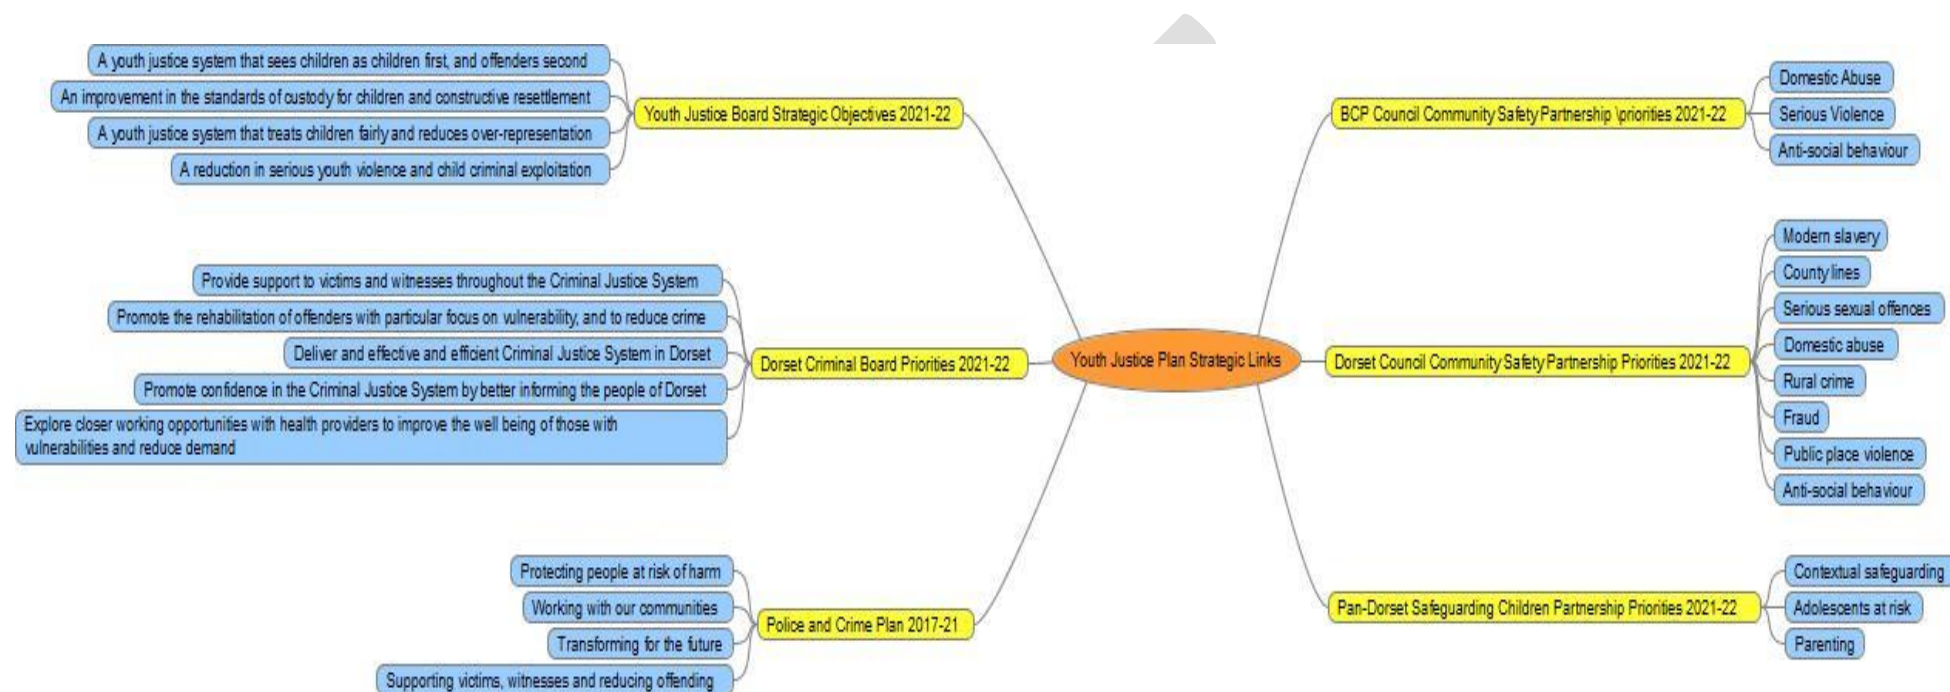 A youth justice system that sees children as children first, and offenders second
An improvement in the standards of custody for children and constructive resettlement
A youth justice system that treats children fairly and reduces over-representation
A reduction in serious youth violence and child criminal exploitation
Youth Justice Board Strategic Objectives 2021-22
Provide support to victims and witnesses throughout the Criminal Justice System
Promote the rehabilitation of offenders with particular focus on vulnerability, and to reduce crime
Deliver and effective and efficient Criminal Justice System in Dorset
Promote confidence in the Criminal Justice System by better informing the people of Dorset
Explore closer working opportunities with health providers to improve the well being of those with
vulnerabilities and reduce demand
Dorset Criminal Board Priorities 2021-22
Protecting people at risk of harm
Working with our communities
Transforming for the future
Supporting victims, witnesses and reducing offending
Police and Crime Plan 2017-21
Youth Justice Plan Strategic Links
BCP Council Community Safety Partnership \priorities 2021-22
Domestic Abuse
Serious Violence
Anti-social behaviour
Dorset Council Community Safety Partnership Priorities 2021-22
Modern slavery
County lines
Serious sexual offences
Domestic abuse
Rural crime
Fraud
Public place violence
Anti-social behaviour
Pan-Dorset Safeguarding Children Partnership Priorities 2021-22
Contextual safeguarding
Adolescents at risk
Parenting